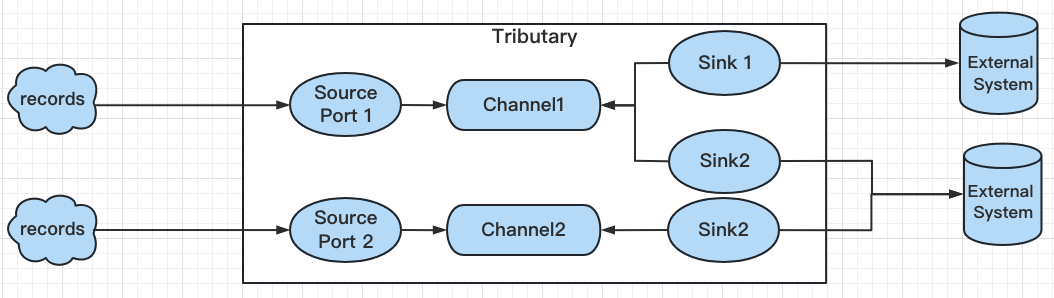 Tributary
records
Source
Port 1
Channel1
Sink 1
External
System
Sink2
records
Source
Port 2
Channel2
Sink2
External
System